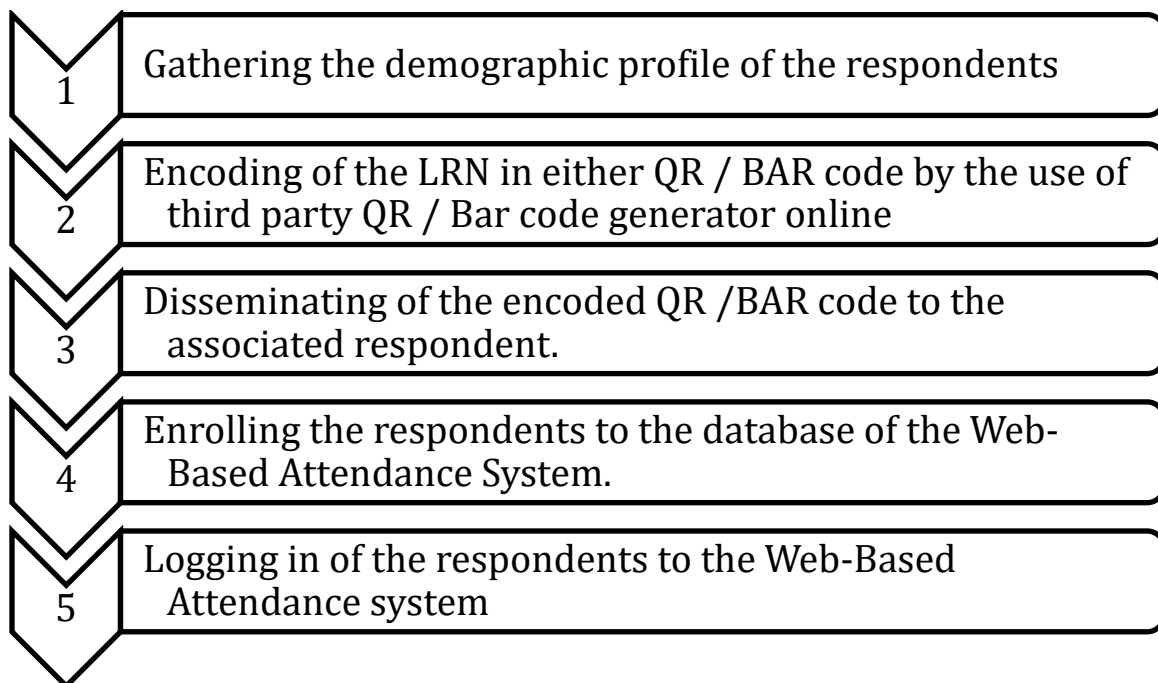 1
Gathering the demographic profile of the respondents
2
Encoding of the LRN in either QR / BAR code by the use of
third party QR / Bar code generator online
3
Disseminating of the encoded QR /BAR code to the
associated respondent.
4
Enrolling the respondents to the database of the Web-
Based Attendance System.
5
Logging in of the respondents to the Web-Based
Attendance system